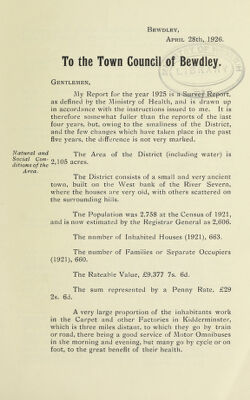 BEWDLEY,
APRIL 28th, 1926.
To the Town Council of Bewdley.
LIBRARY
GENTLEMEN,
My Report for the year 1925 is a Survey Report,
as defined by the Ministry of Health, and is drawn up in
accordance with the instructions issued to me. It is
therefore somewhat fuller than the reports of the last
four years, but, owing to the smallness of the District,
and the few changes which have taken place in the past
five years, the difference is not very marked.
Natural and
Social Con-
ditions of the
Area.
The Area of the District (including water) is
2,105 acres.
The District consists of a small and very ancient
town, built on the West bank of the River Severn,
where the houses are very old, with others scattered on
the surrounding hills.
The Population was 2,758 at the Census of 1921,
and is now estimated by the Registrar General as 2,606.
The number of Inhabited Houses (1921), 663.
The number of Families or Separate Occupiers
(1921), 660.
The Rateable Value, £9,377 7s. 6d.
The sum represented by a Penny Rate, £29
2s. 6d.
A very large proportion of the inhabitants work
in the Carpet and other Factories in Kidderminster,
which is three miles distant, to which they go by train
or road, there being a good service of Motor Omnibuses
in the morning and evening, but many go by cycle or on
foot, to the great benefit of their health.